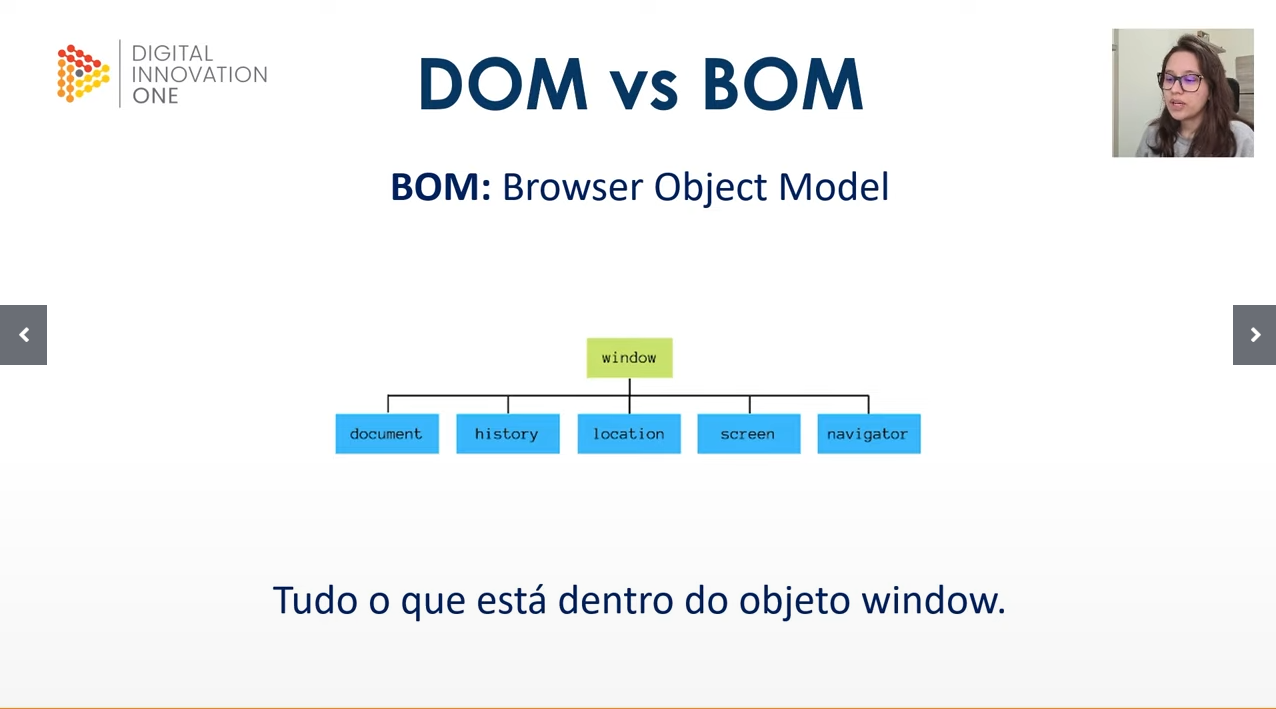 DIGITAL
INNOVATION
ONE
DOM vs BOM
BOM: Browser Object Model
window
document history location screen navigator
Tudo o que está dentro do objeto window.